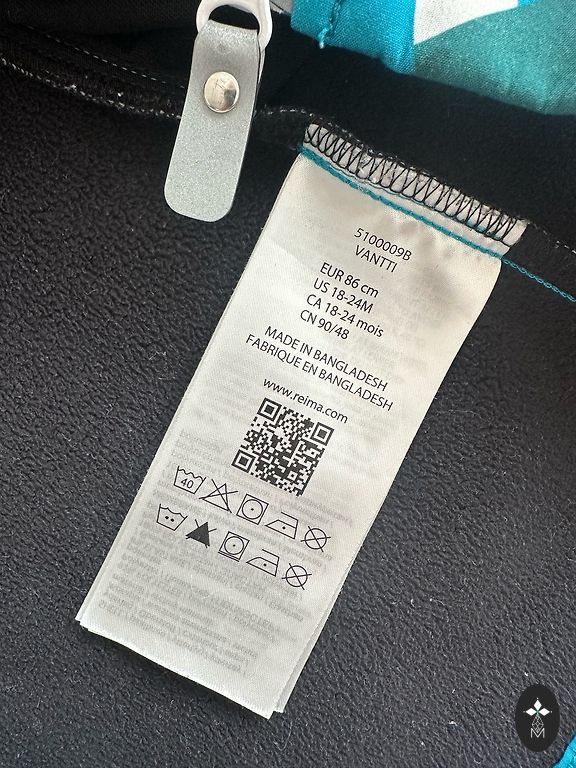 5100009B
VANTTI
EUR 86 cm
US 18-24M
CA 18-24 mois
CN 90/48
MADE IN BANGLADESH
FABRIQUE EN BANGLADESH
www.reima.com
40
M